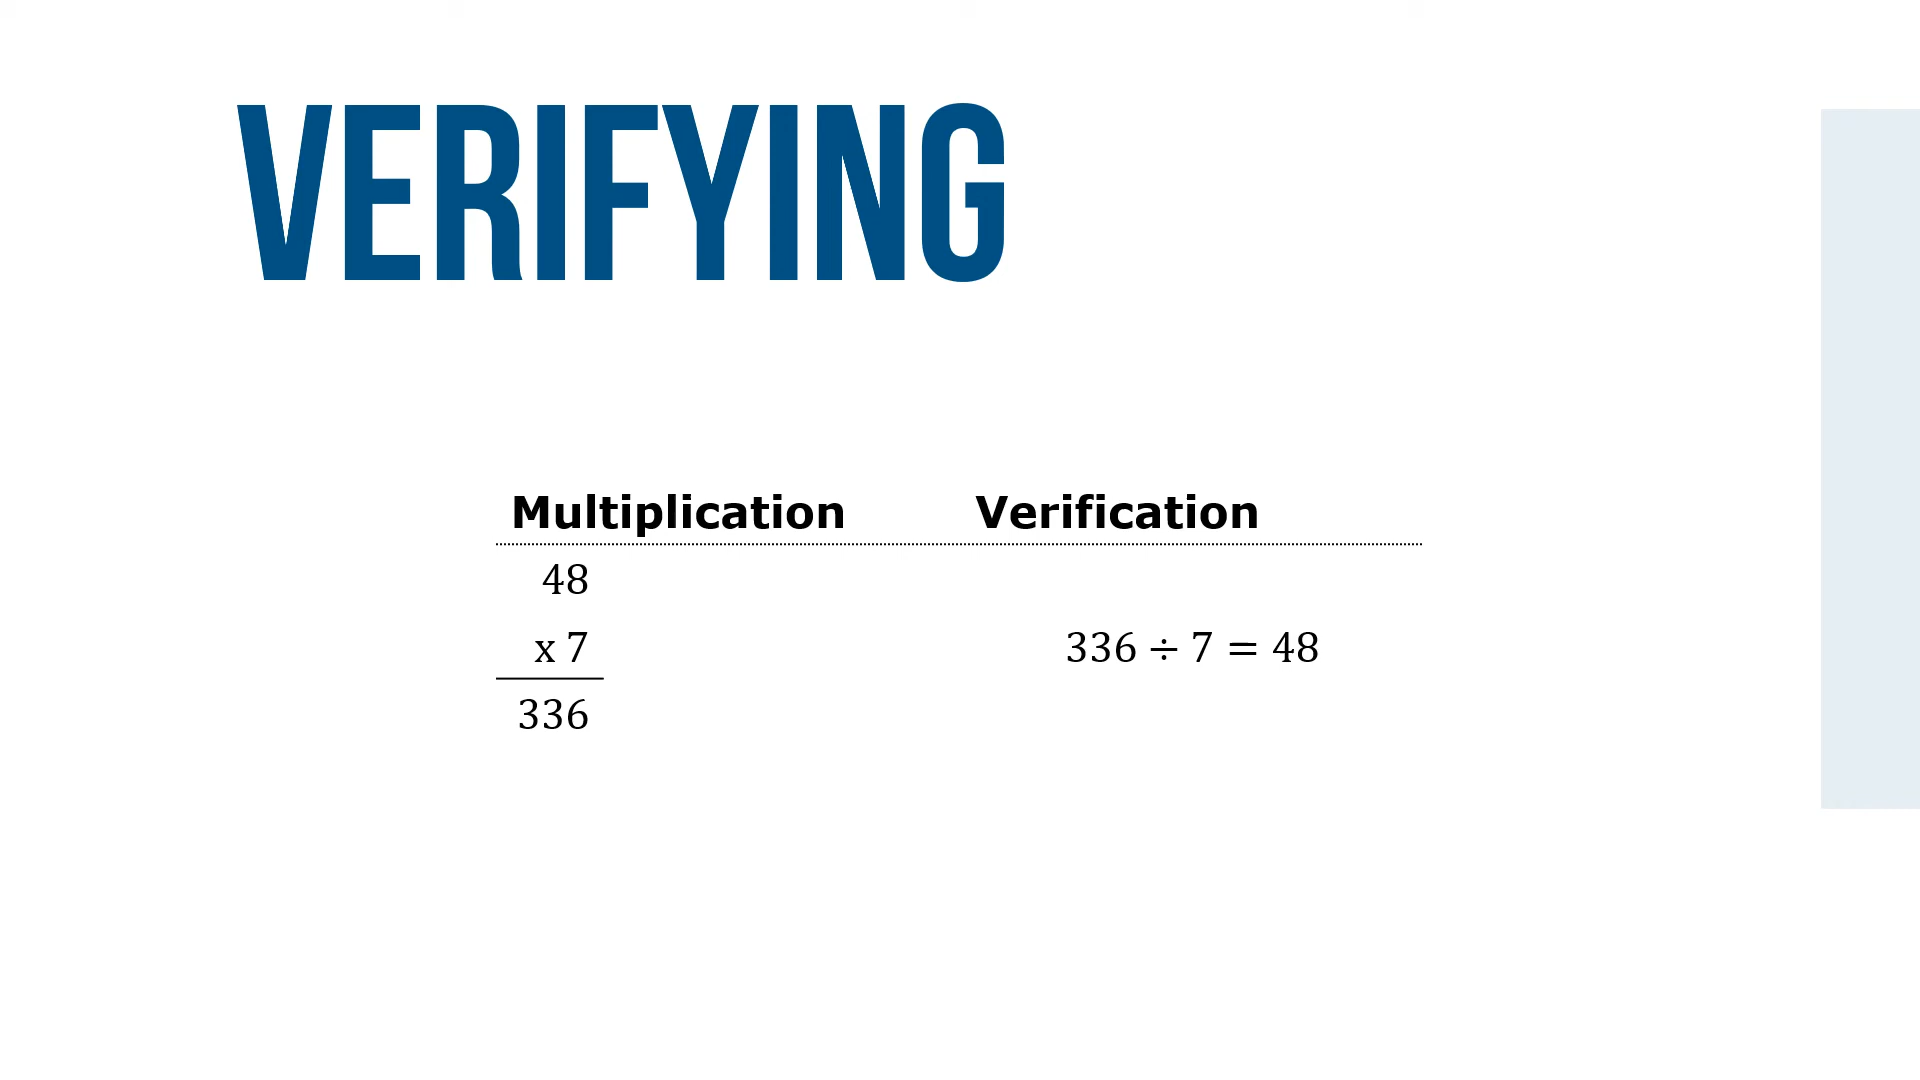 VERIFYING
Multiplication Verification
48
x 7 336 ÷ 7 = 48
336